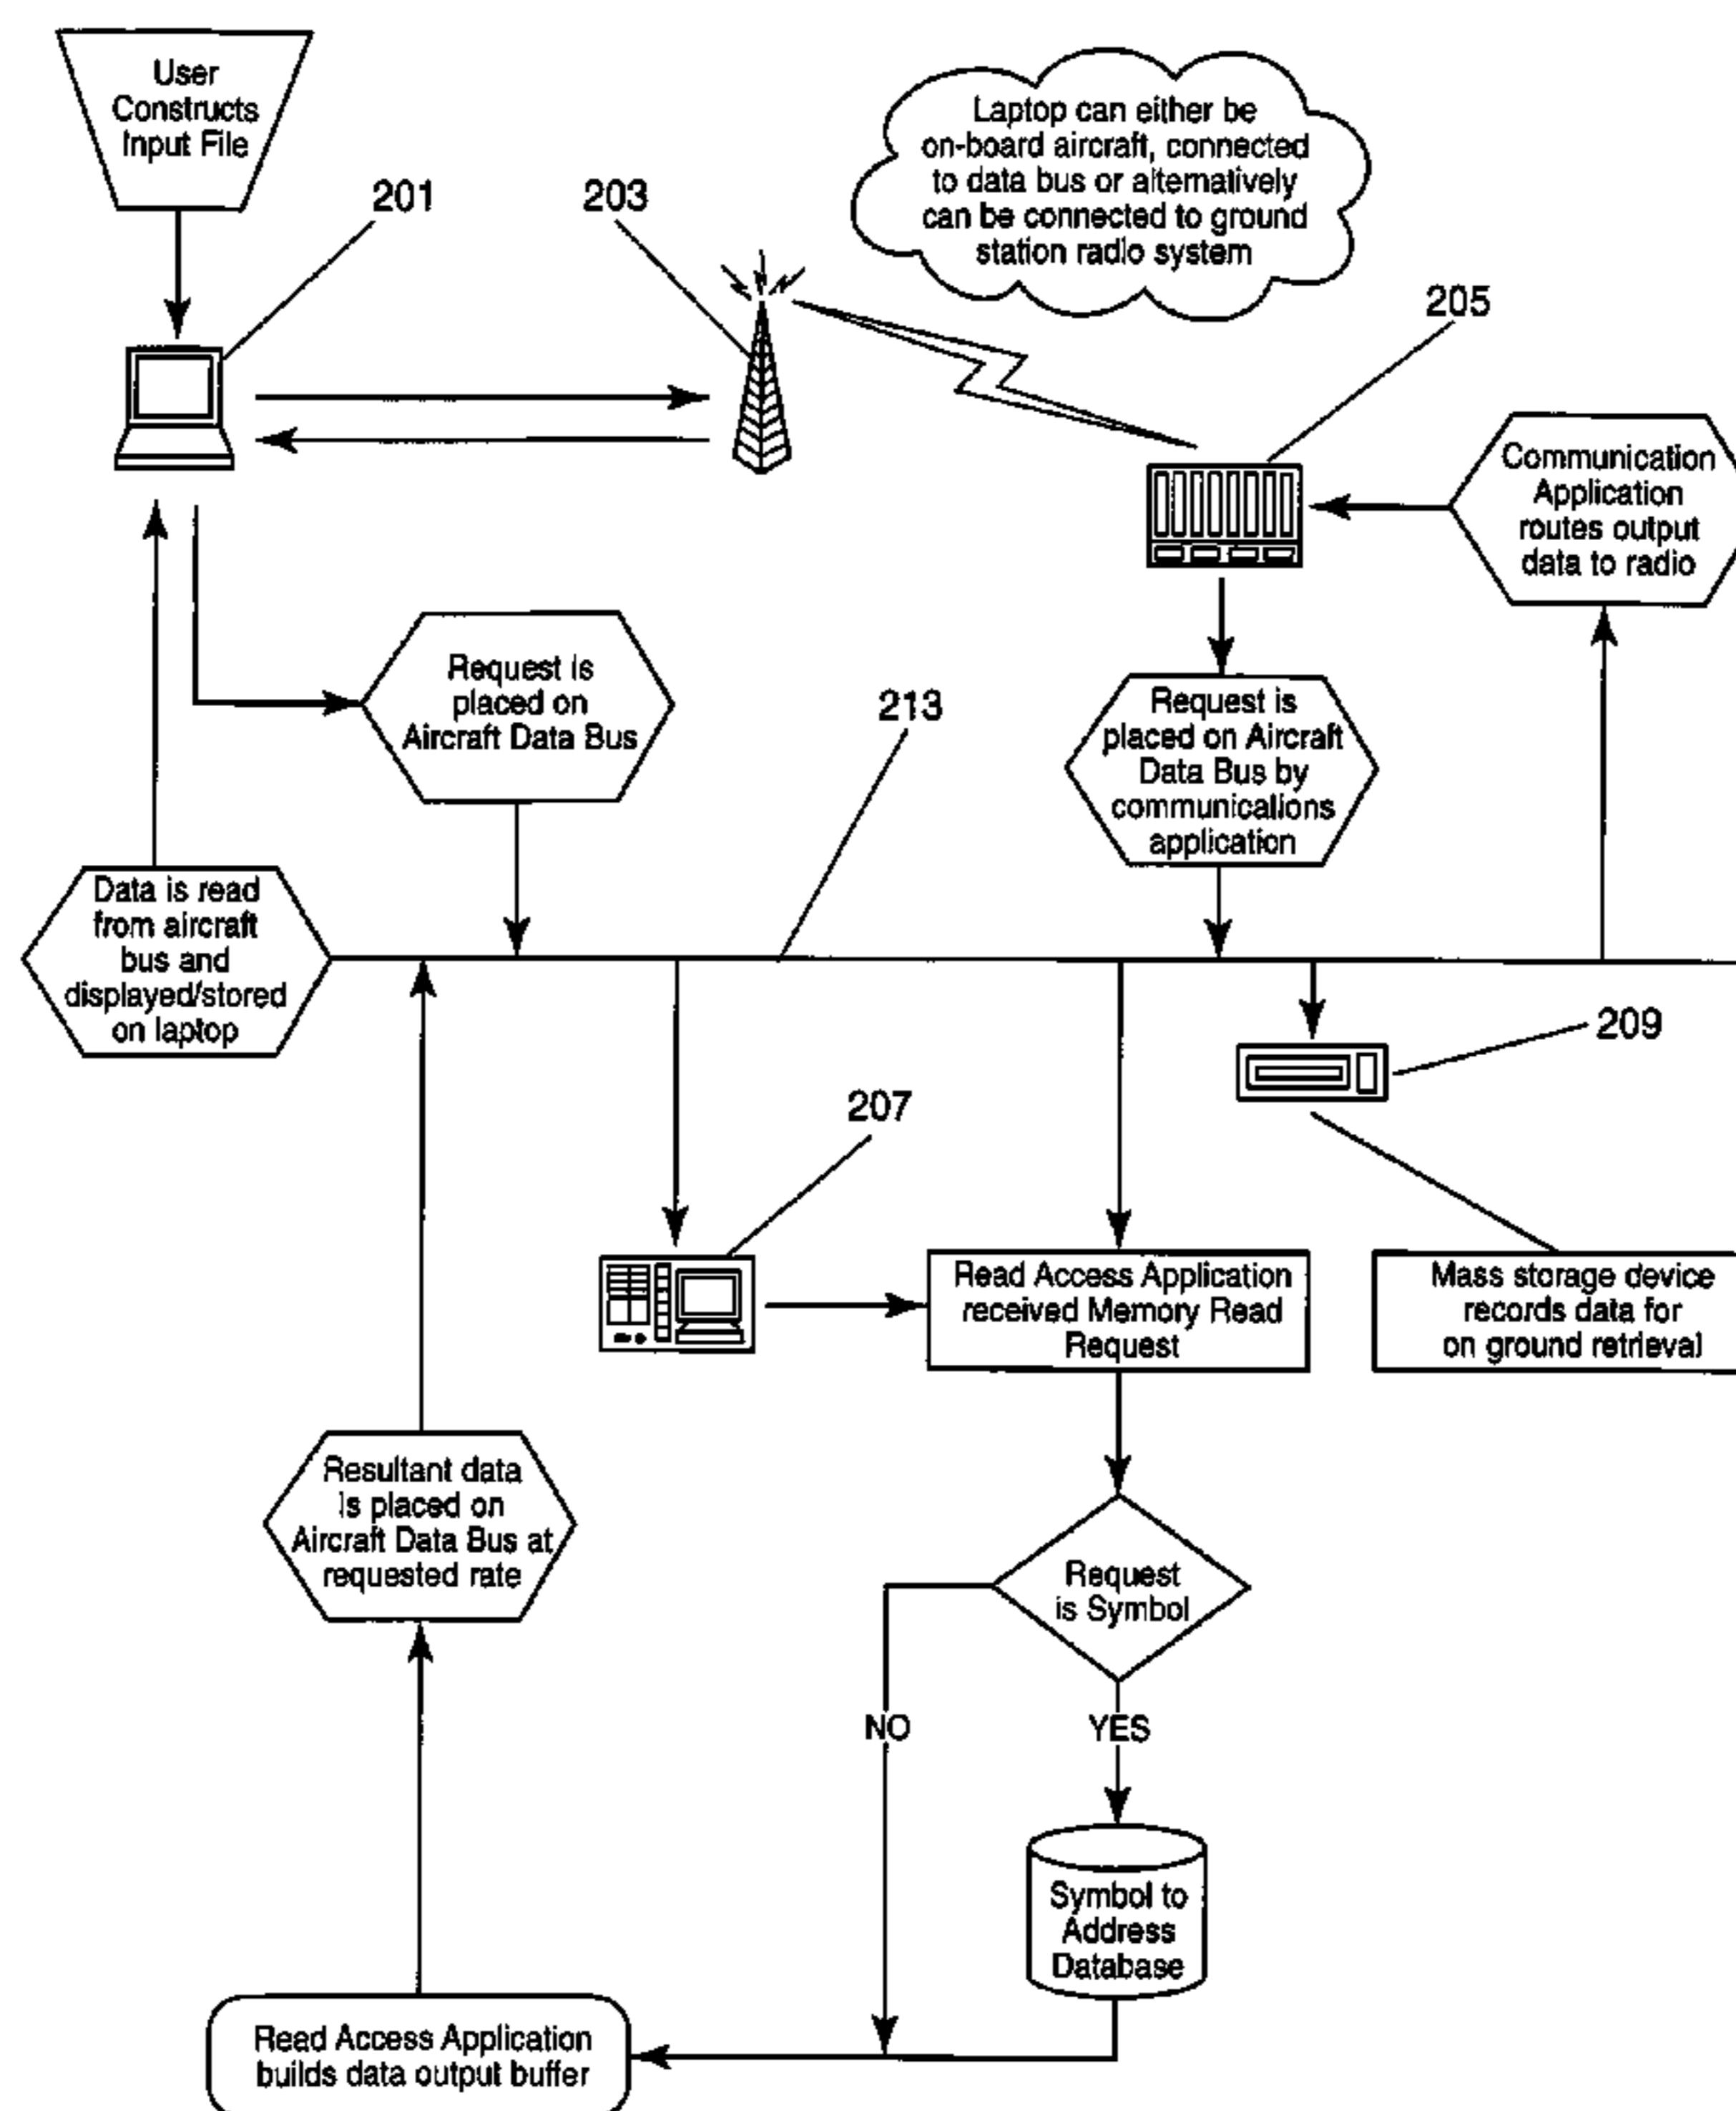 User
Constructs
Input File
201
203
Laptop can either be
on-board aircraft, connected
to data bus or alternatively
can be connected to ground
station radio system
205
Communication
Application
routes output
data to radio
Request is
placed on
Aircraft Data Bus
213
Request is
placed on Aircraft
Data Bus by
communications
application
Data is read
from aircraft
bus and
displayed/stored
on laptop
209
207
Read Access Application
received Memory Read
Request
Mass storage device
records data for
on ground retrieval
Resultant data
is placed on
Aircraft Data Bus at
requested rate
Request
is Symbol
NO
YES
Symbol to
Address
Database
Read Access Application
builds data output buffer